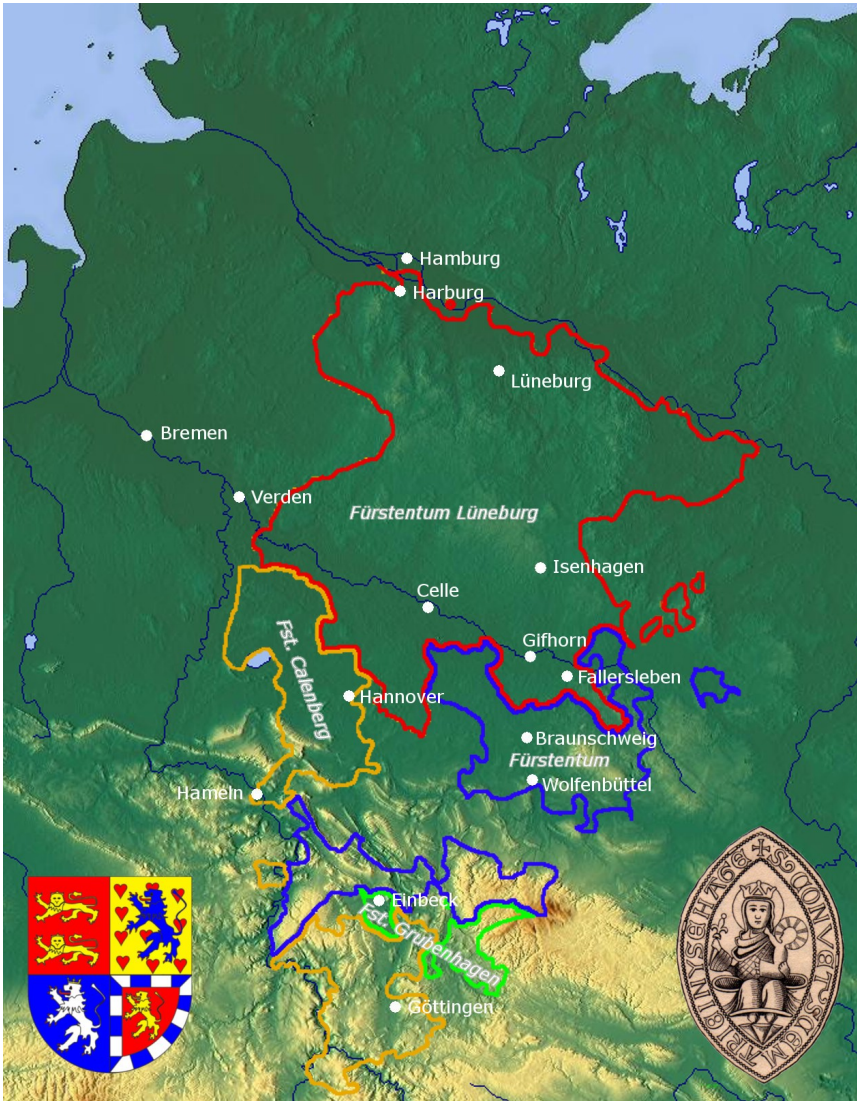 Hamburg
Harburg
Lüneburg
Bremen
Verden
Fürstentum Lüneburg
Isenhagen
Celle
Gifhorn
Fst. Calenberg
Fallersleben
Hannover
Braunschweig
Fürstentum
Wolfenbüttel
Hameln
Einbeck
Fst. Grubenhagen
Göttingen